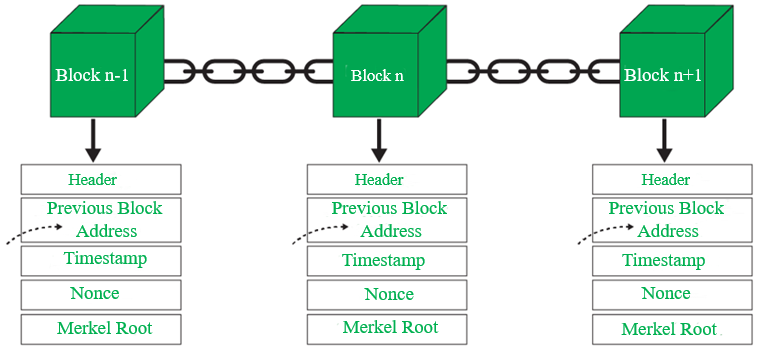 Block n-1
Block n
Block n+1
Header
Previous Block
Address
Timestamp
Nonce
Merkel Root
Header
Previous Block
Address
Timestamp
Nonce
Merkel Root
Header
Previous Block
Address
Timestamp
Nonce
Merkel Root